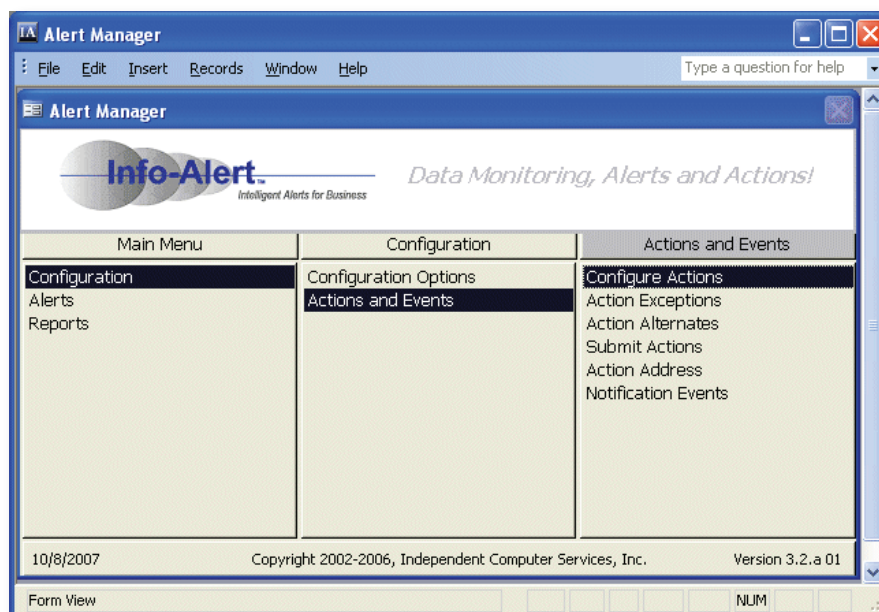 IA Alert Manager
File Edit Insert Records Window Help Type a question for help
Alert Manager
Info-Alert™
Intelligent Alerts for Business
Data Monitoring, Alerts and Actions!
Main Menu Configuration Actions and Events
Configuration Configuration Options Configure Actions
Alerts Actions and Events Action Exceptions
Reports Action Alternates
Submit Actions
Action Address
Notification Events
10/8/2007 Copyright 2002-2006, Independent Computer Services, Inc. Version 3.2.a 01
Form View NUM